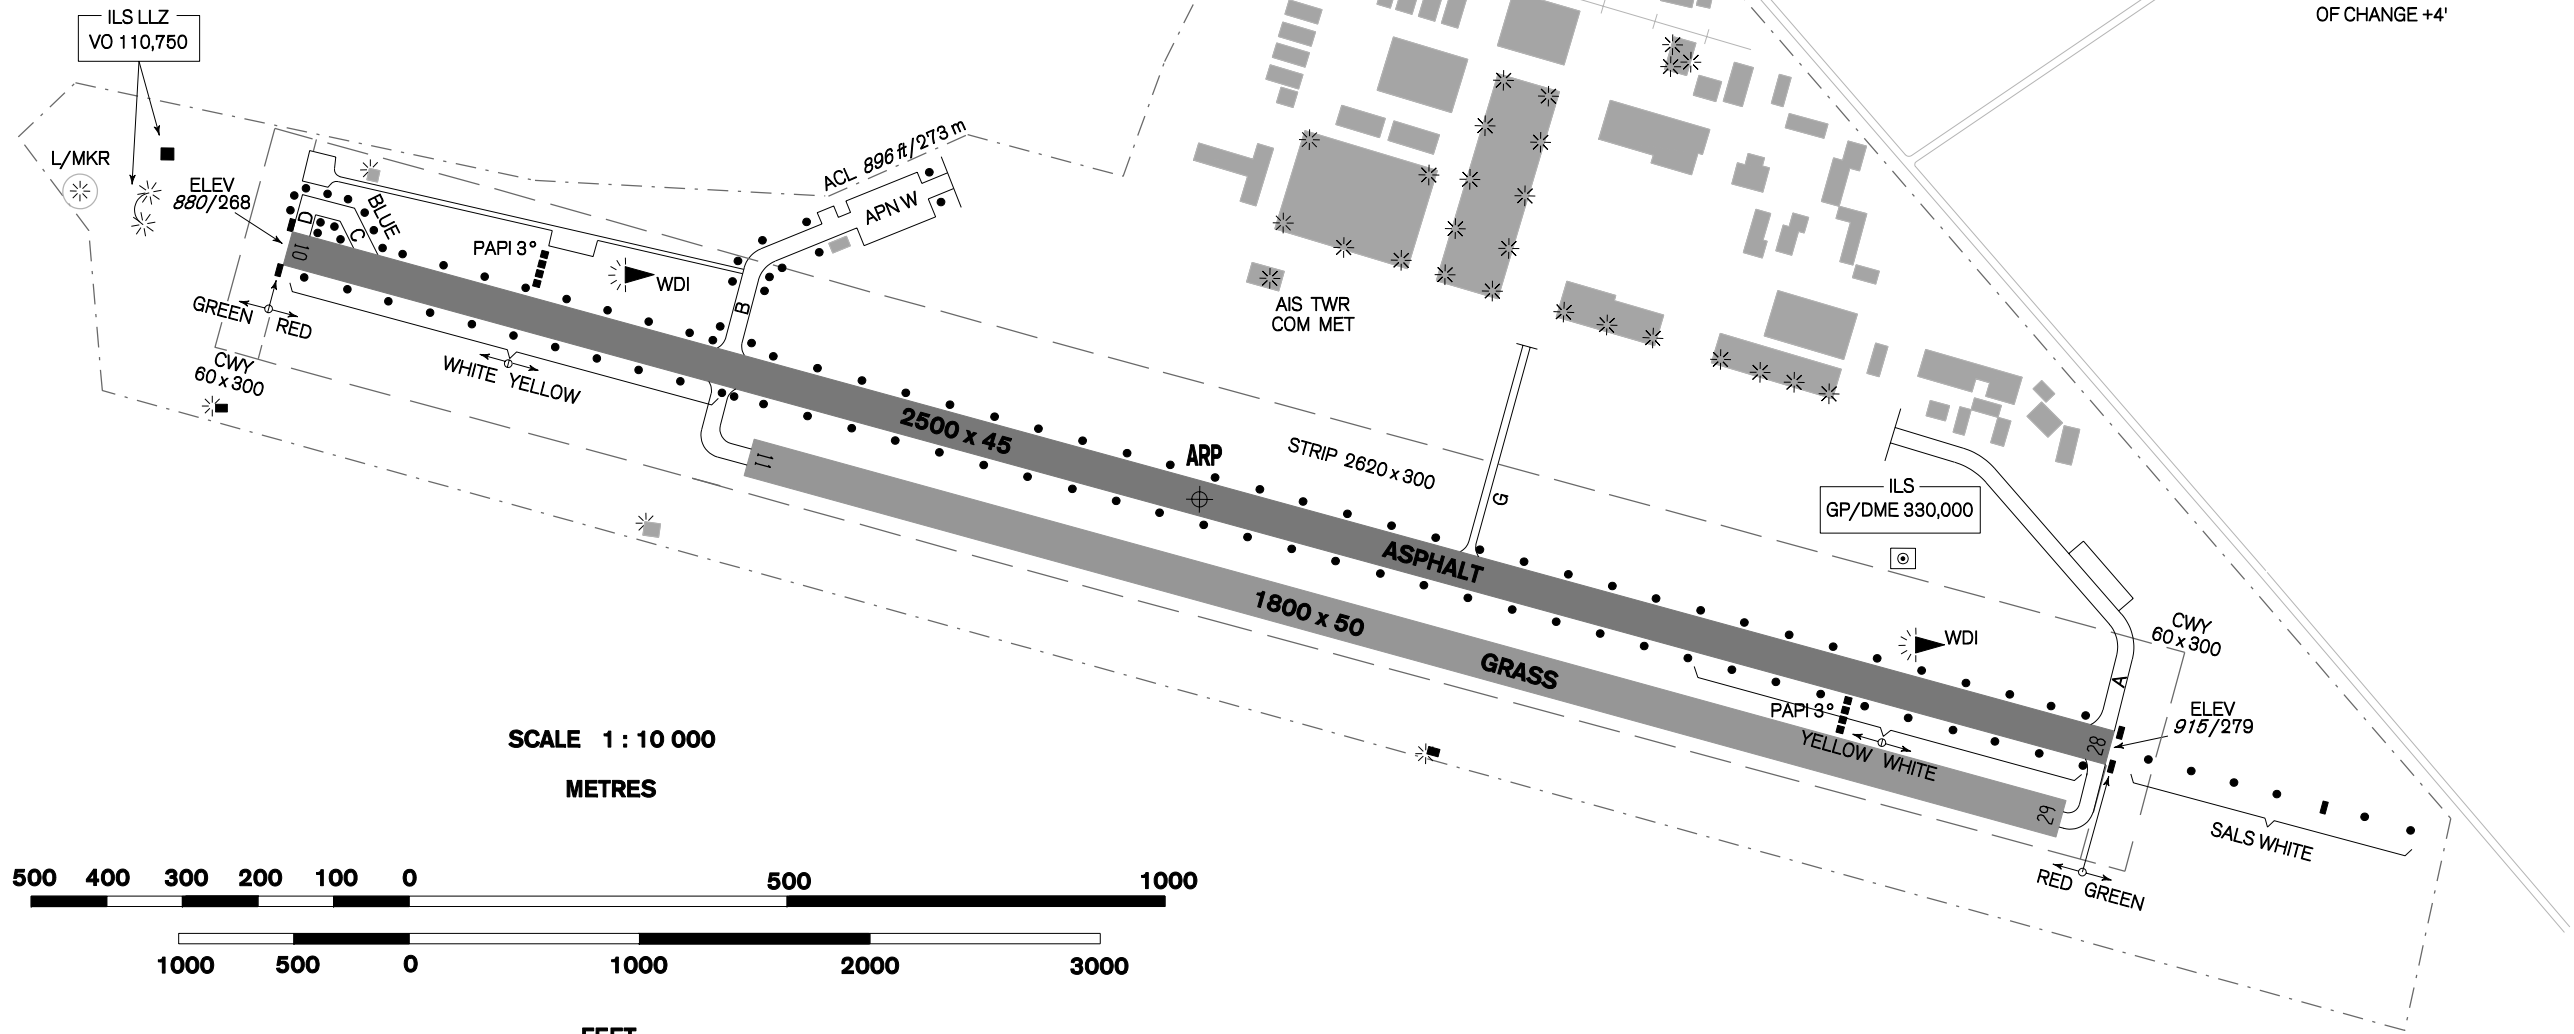 OF CHANGE +4'
ILS LLZ
VO 110,750
L/MKR
ELEV
880/268
D
C
BLUE
10
ACL 896 ft/273 m
APN W
PAPI 3°
WDI
B
GREEN
RED
CWY
60 x 300
WHITE YELLOW
AIS TWR
COM MET
2500 x 45
11
ARP
STRIP 2620 x 300
G
ILS
GP/DME 330,000
ASPHALT
1800 x 50
GRASS
WDI
CWY
60 x 300
A
PAPI 3°
YELLOW WHITE
28
29
ELEV
915/279
SALS WHITE
RED GREEN
SCALE 1 : 10 000
METRES
500 400 300 200 100 0 500 1000
1000 500 0 1000 2000 3000
FEET